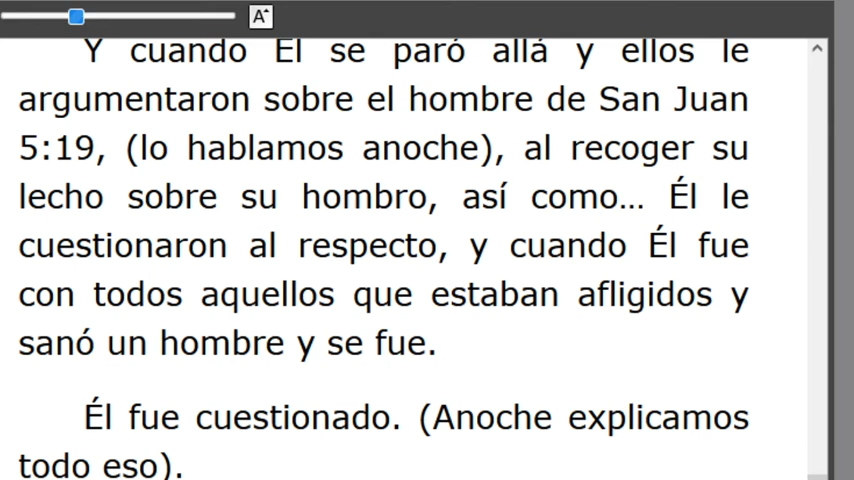 A
Y cuando Él se paró allá y ellos le
argumentaron sobre el hombre de San Juan
5:19, (lo hablamos anoche), al recoger su
lecho sobre su hombro, así como… Él le
cuestionaron al respecto, y cuando Él fue
con todos aquellos que estaban afligidos y
sanó un hombre y se fue.
Él fue cuestionado. (Anoche explicamos
todo eso).